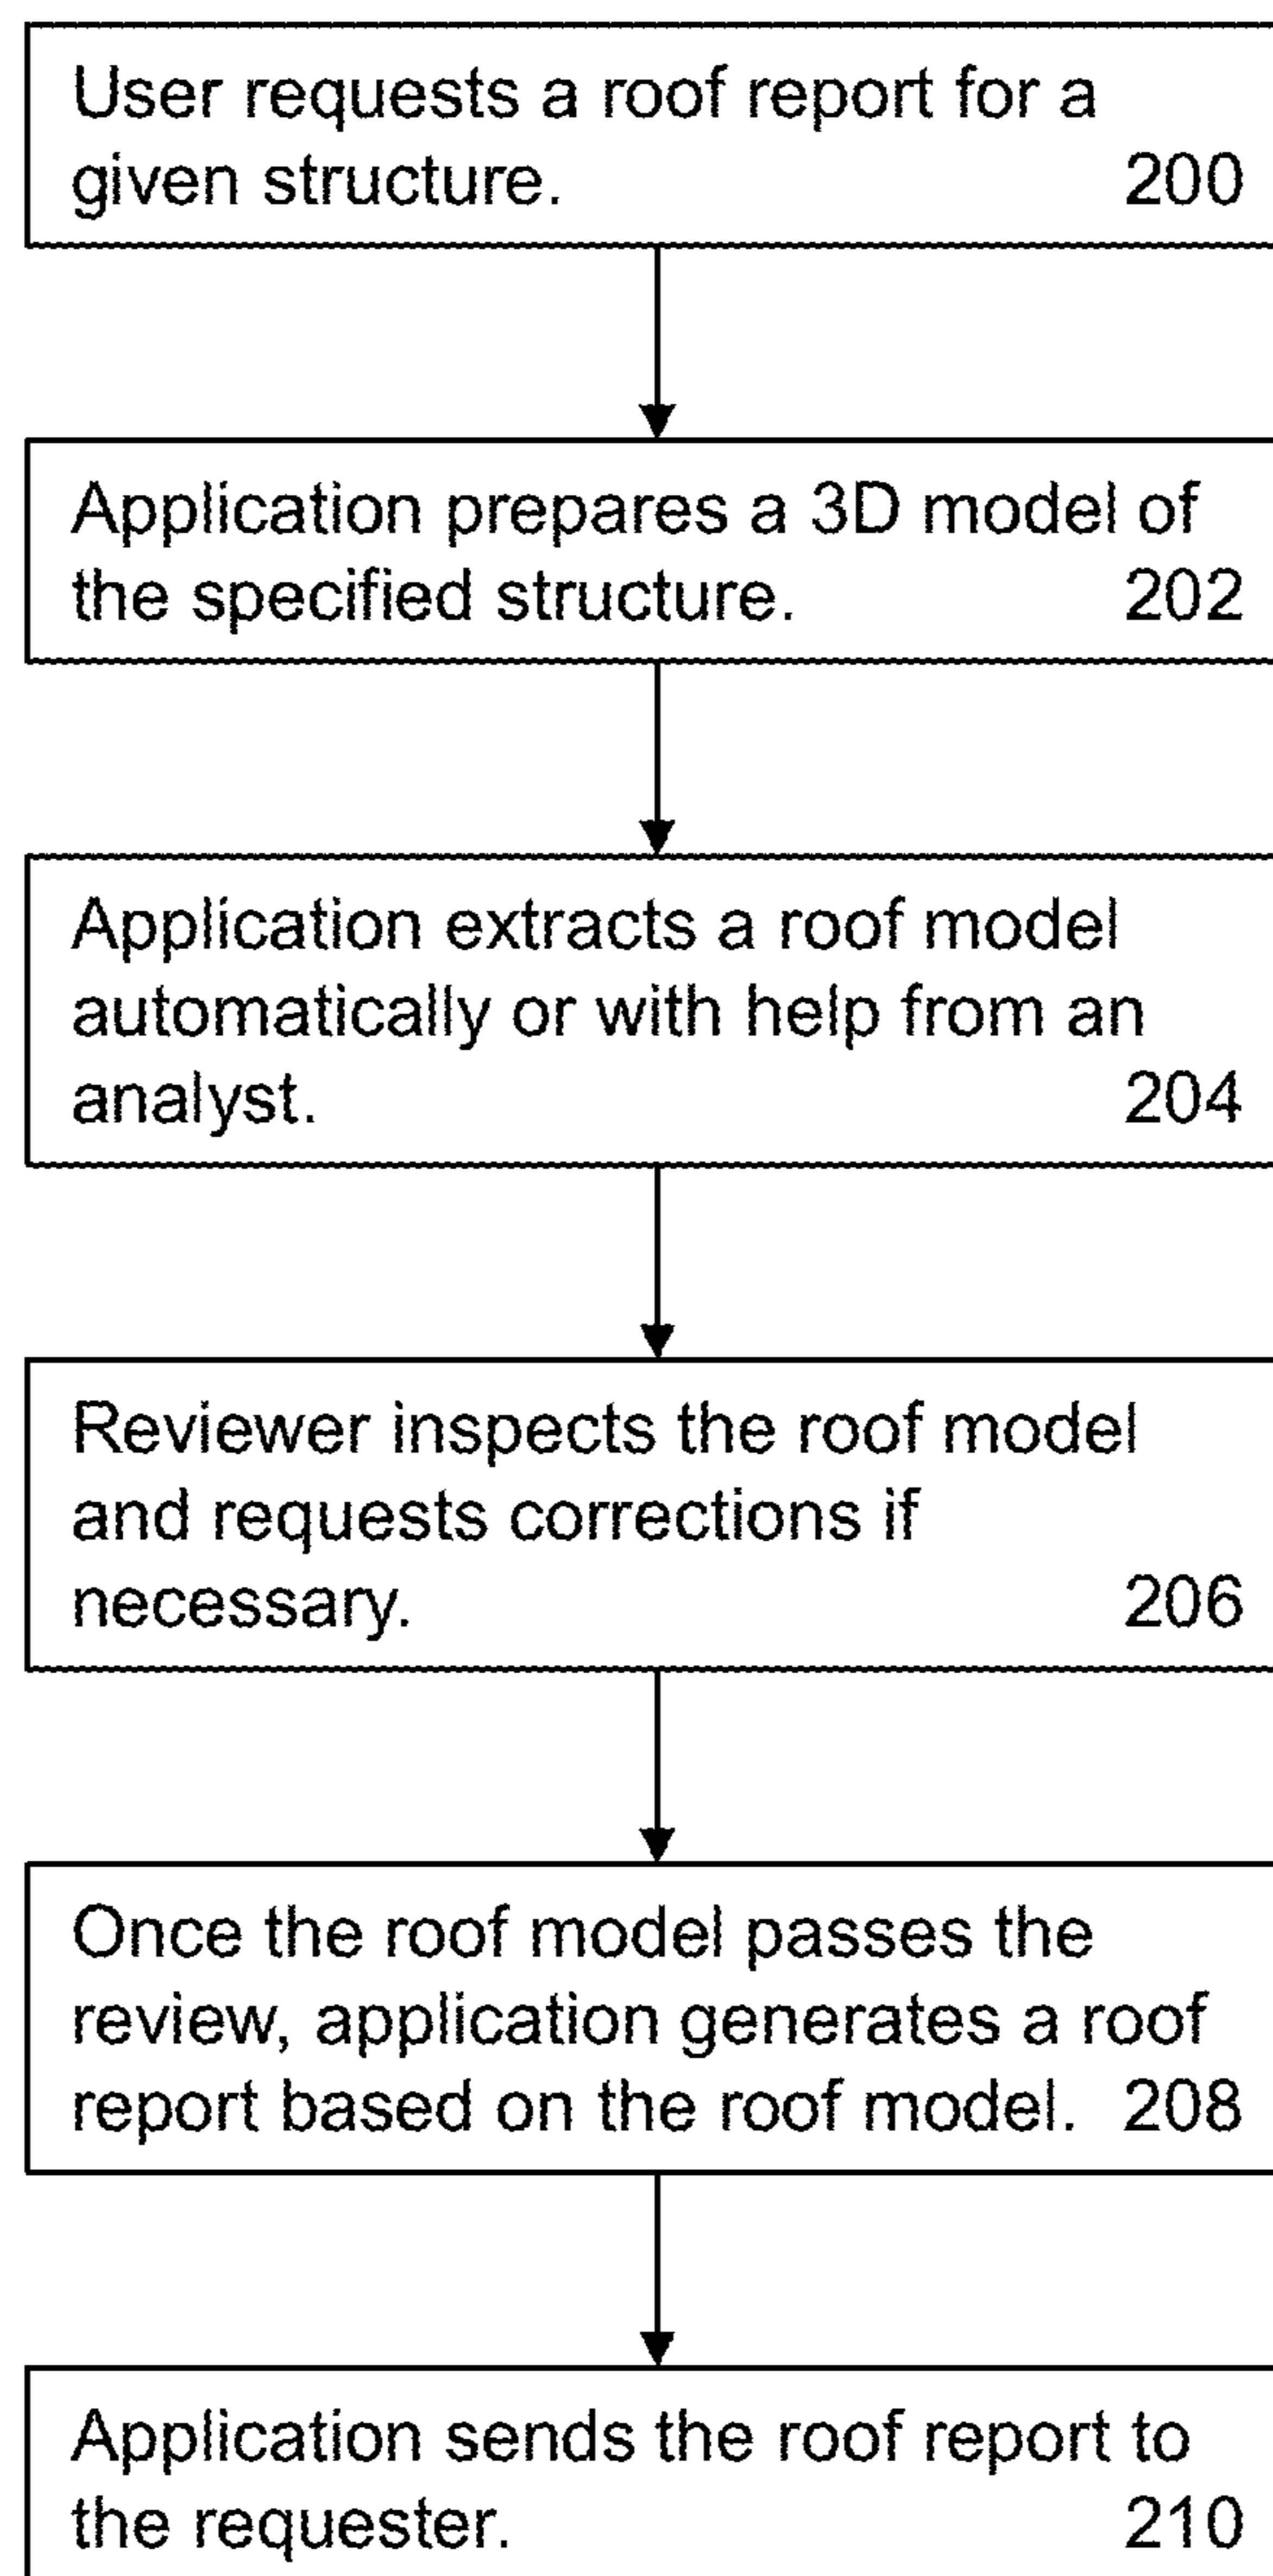 User requests a roof report for a
given structure. 200
Application prepares a 3D model of
the specified structure. 202
Application extracts a roof model
automatically or with help from an
analyst. 204
Reviewer inspects the roof model
and requests corrections if
necessary. 206
Once the roof model passes the
review, application generates a roof
report based on the roof model. 208
Application sends the roof report to
the requester. 210